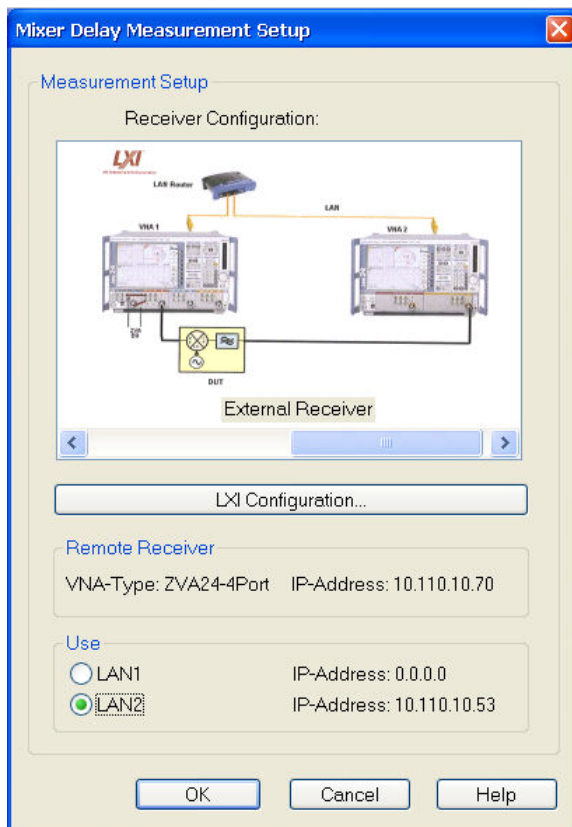 Mixer Delay Measurement Setup
Measurement Setup
Receiver Configuration:
LXI
LAN Router
LAN
VNA 1
VNA 2
ZVA
DUT
External Receiver
LXI Configuration...
Remote Receiver
VNA-Type: ZVA24-4Port IP-Address: 10.110.10.70
Use
LAN1 IP-Address: 0.0.0.0
LAN2 IP-Address: 10.110.10.53
OK Cancel Help